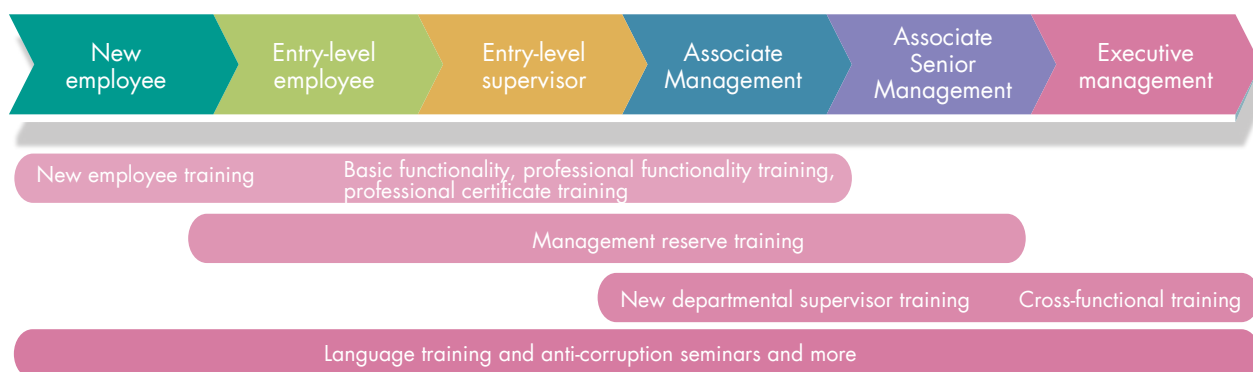 New
employee
Entry-level
employee
Entry-level
supervisor
Associate
Management
Associate
Senior
Management
Executive
management
New employee training
Basic functionality, professional functionality training,
professional certificate training
Management reserve training
New departmental supervisor training
Cross-functional training
Language training and anti-corruption seminars and more